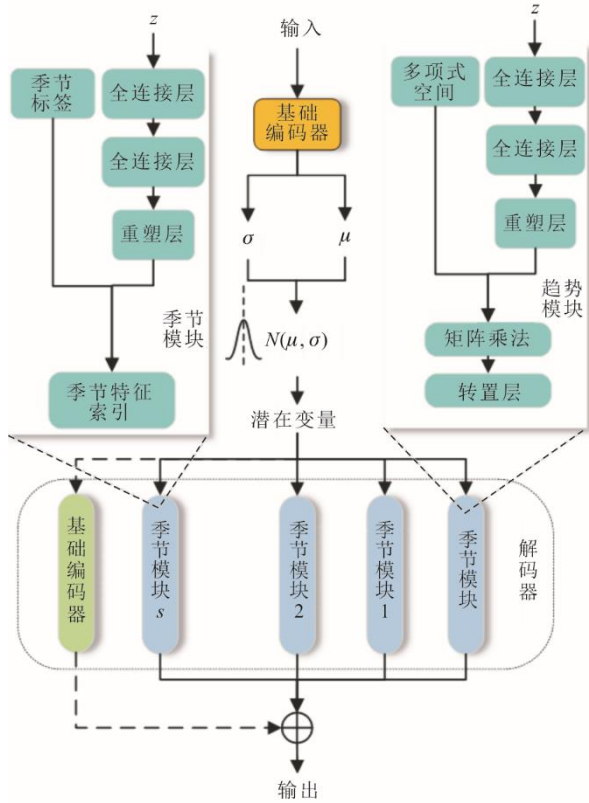 z
季节
标签
全连接层
全连接层
重塑层
季节
模块
季节特征
索引
输入
基础
编码器
σ
μ
N(μ, σ)
潜在变量
z
多项式
空间
全连接层
全连接层
重塑层
趋势
模块
矩阵乘法
转置层
基础编码器
季节模块s
季节模块2
季节模块1
季节模块
解码器
输出